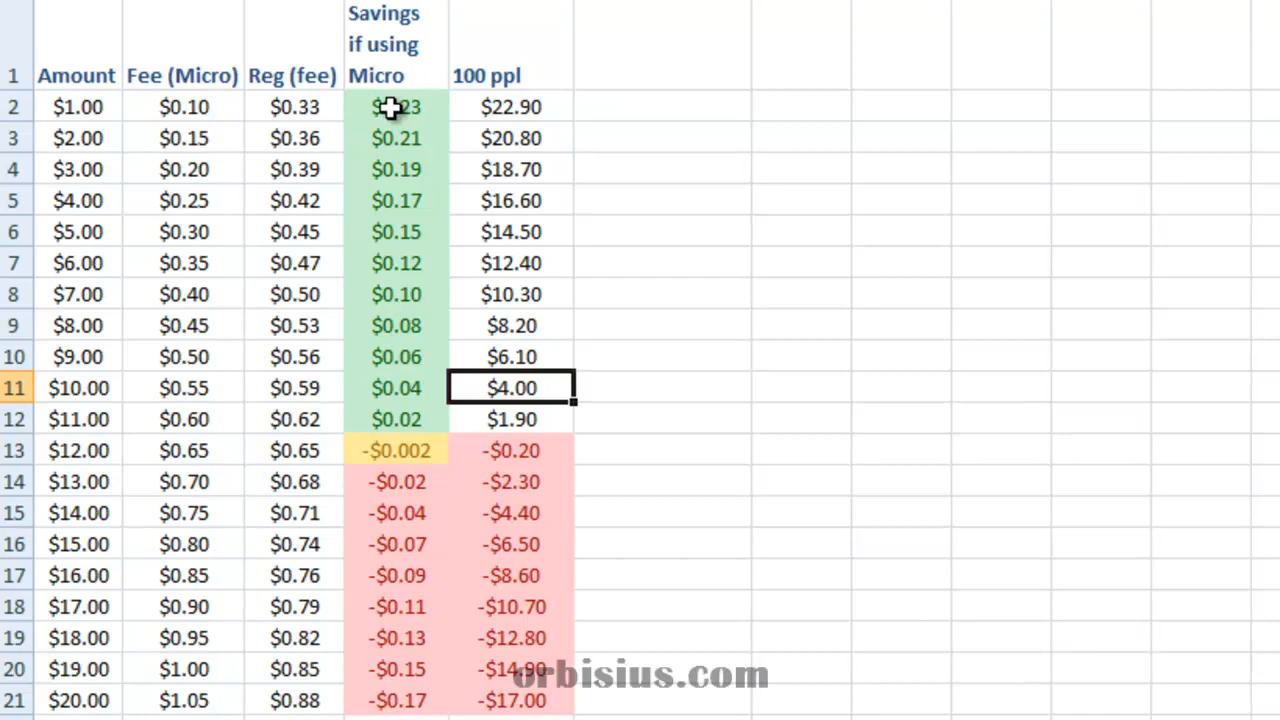 Savings
if using
1 Amount Fee (Micro) Reg (fee) Micro 100 ppl
2 $1.00 $0.10 $0.33 $0.23 $22.90
3 $2.00 $0.15 $0.36 $0.21 $20.80
4 $3.00 $0.20 $0.39 $0.19 $18.70
5 $4.00 $0.25 $0.42 $0.17 $16.60
6 $5.00 $0.30 $0.45 $0.15 $14.50
7 $6.00 $0.35 $0.47 $0.12 $12.40
8 $7.00 $0.40 $0.50 $0.10 $10.30
9 $8.00 $0.45 $0.53 $0.08 $8.20
10 $9.00 $0.50 $0.56 $0.06 $6.10
11 $10.00 $0.55 $0.59 $0.04 $4.00
12 $11.00 $0.60 $0.62 $0.02 $1.90
13 $12.00 $0.65 $0.65 -$0.002 -$0.20
14 $13.00 $0.70 $0.68 -$0.02 -$2.30
15 $14.00 $0.75 $0.71 -$0.04 -$4.40
16 $15.00 $0.80 $0.74 -$0.07 -$6.50
17 $16.00 $0.85 $0.76 -$0.09 -$8.60
18 $17.00 $0.90 $0.79 -$0.11 -$10.70
19 $18.00 $0.95 $0.82 -$0.13 -$12.80
20 $19.00 $1.00 $0.85 -$0.15 -$14.90
orbisius.com
21 $20.00 $1.05 $0.88 -$0.17 -$17.00